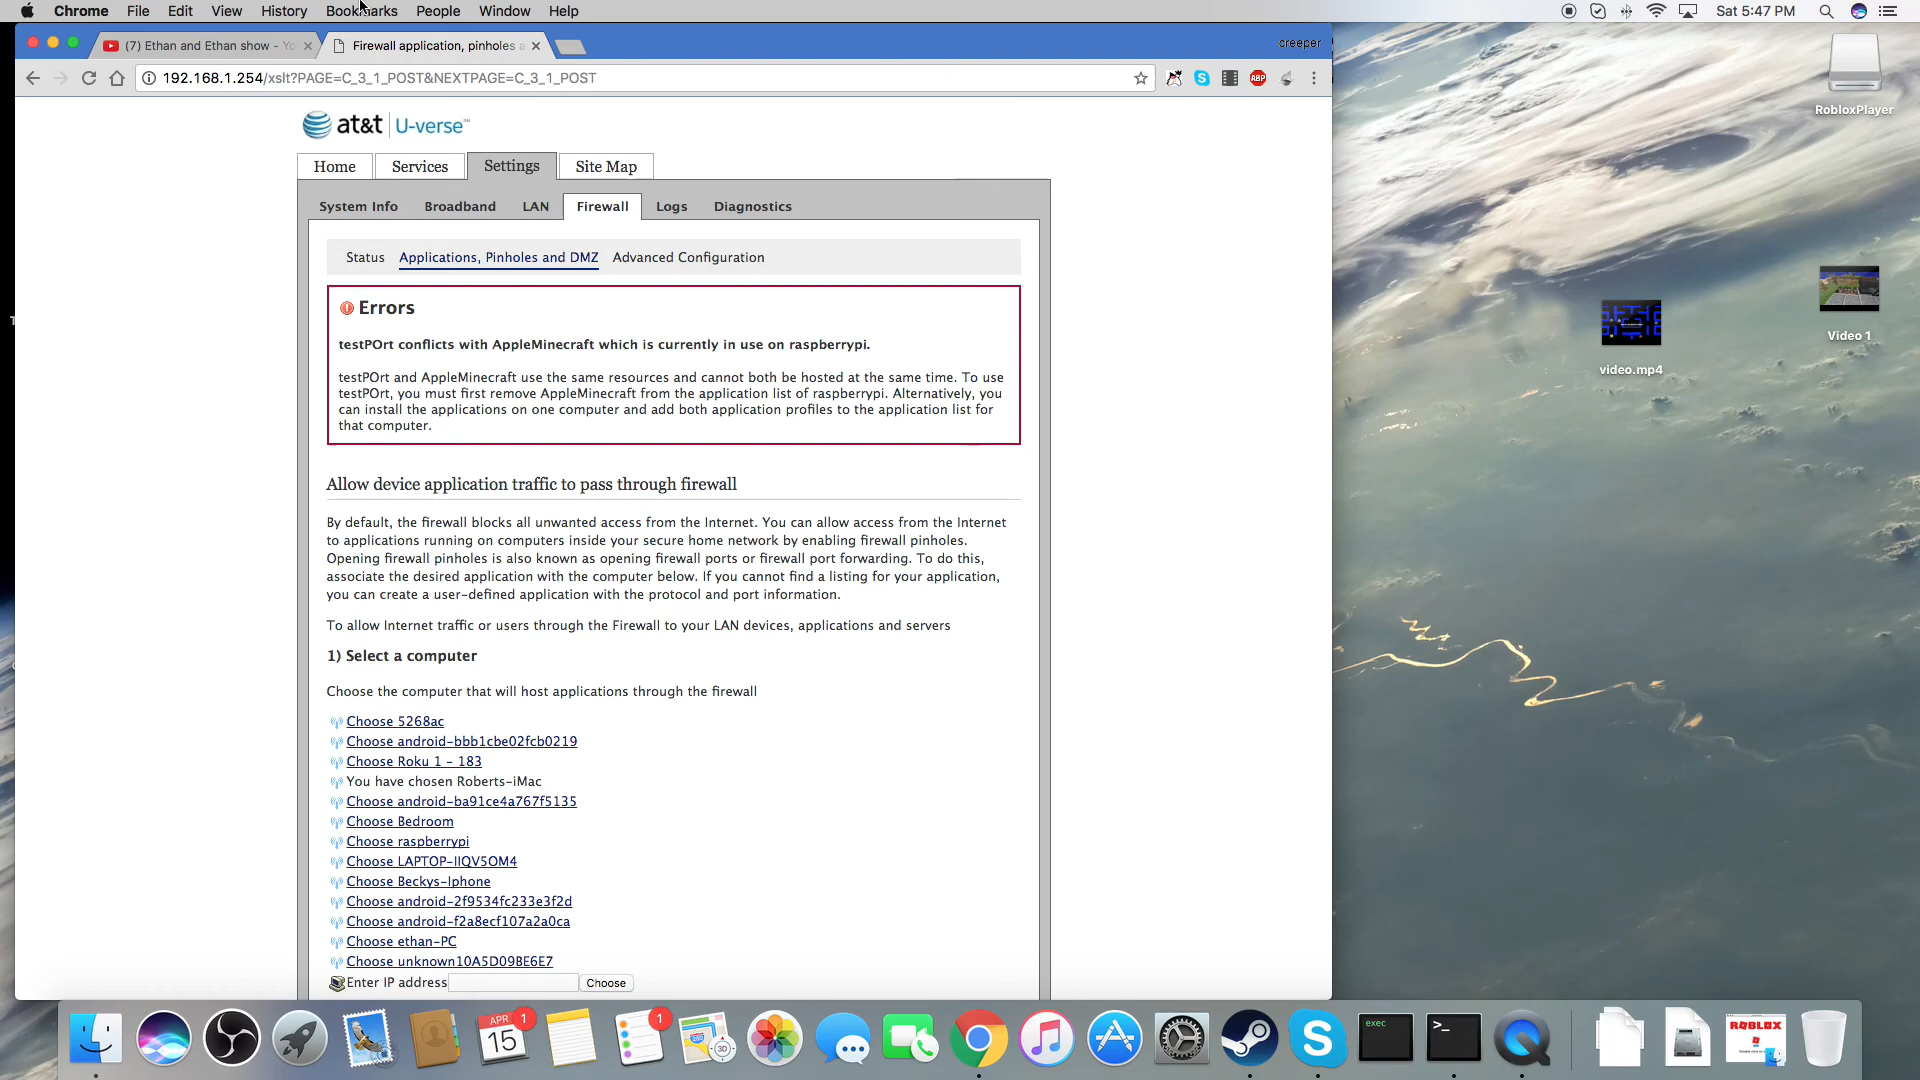 Chrome File Edit View History Bookmarks People Window Help Sat 5:47 PM
(7) Ethan and Ethan show - Firewall application, pinholes creeper
192.168.1.254/xslt?PAGE=C_3_1_POST&NEXTPAGE=C_3_1_POST ABP
at&t U-verse™
Home Services Settings Site Map
System Info Broadband LAN Firewall Logs Diagnostics
Status Applications, Pinholes and DMZ Advanced Configuration
Errors
testPOrt conflicts with AppleMinecraft which is currently in use on raspberrypi.
testPOrt and AppleMinecraft use the same resources and cannot both be hosted at the same time. To use
testPOrt, you must first remove AppleMinecraft from the application list of raspberrypi. Alternatively, you
can install the applications on one computer and add both application profiles to the application list for
that computer.
Allow device application traffic to pass through firewall
By default, the firewall blocks all unwanted access from the Internet. You can allow access from the Internet
to applications running on computers inside your secure home network by enabling firewall pinholes.
Opening firewall pinholes is also known as opening firewall ports or firewall port forwarding. To do this,
associate the desired application with the computer below. If you cannot find a listing for your application,
you can create a user-defined application with the protocol and port information.
To allow Internet traffic or users through the Firewall to your LAN devices, applications and servers
1) Select a computer
Choose the computer that will host applications through the firewall
Choose 5268ac
Choose android-bbb1cbe02fcb0219
Choose Roku 1 - 183
You have chosen Roberts-iMac
Choose android-ba91ce4a767f5135
Choose Bedroom
Choose raspberrypi
Choose LAPTOP-IIQV5OM4
Choose Beckys-Iphone
Choose android-2f9534fc233e3f2d
Choose android-f2a8ecf107a2a0ca
Choose ethan-PC
Choose unknown10A5D09BE6E7
Enter IP address Choose
RobloxPlayer
Video 1
video.mp4
APR 15 1
1
3D
exec
>_
ROBLOX